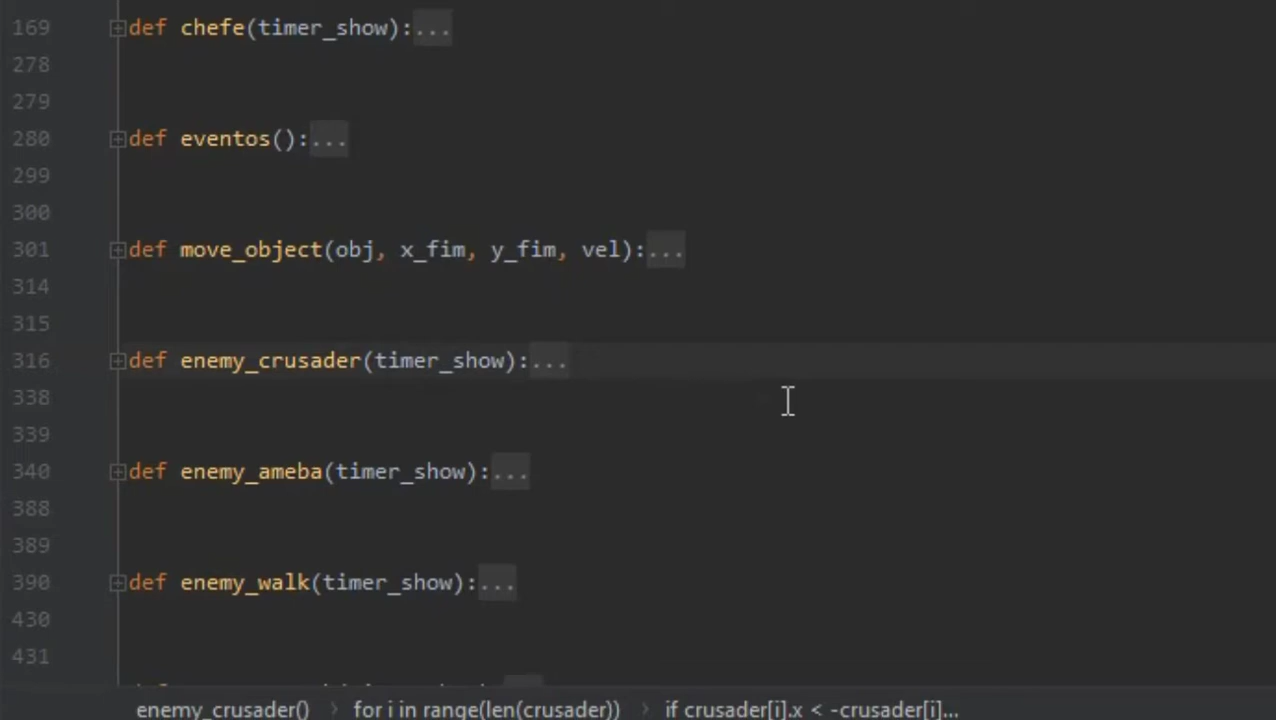 169 def chefe(timer_show):...
278
279
280 def eventos():...
299
300
301 def move_object(obj, x_fim, y_fim, vel):...
314
315
316 def enemy_crusader(timer_show):...
338
339
340 def enemy_ameba(timer_show):...
388
389
390 def enemy_walk(timer_show):...
430
431
enemy_crusader() › for i in range(len(crusader)) › if crusader[i].x < -crusader[i]...